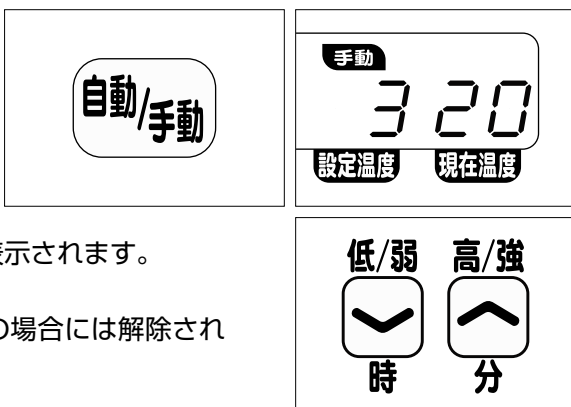 自動/手動
手動
3 20
設定温度 現在温度
表示されます。
の場合には解除され
低/弱 高/強
時 分